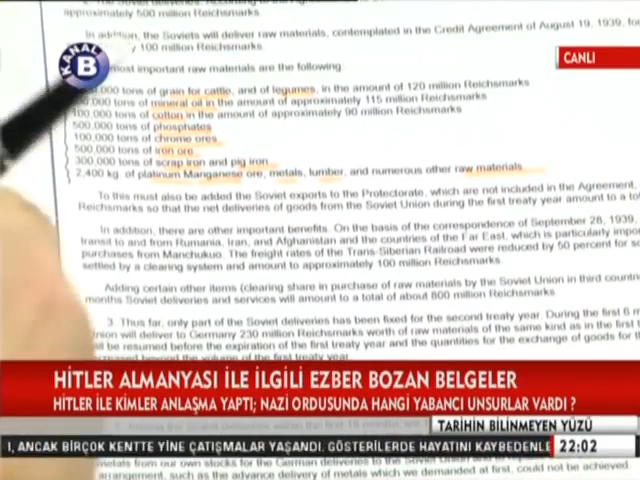 approximately 500 million Reichsmarks
In addition, the Soviets will deliver raw materials, contemplated in the Credit Agreement of August 19, 1939, for
100 million Reichsmarks
most important raw materials are the following:
000 tons of grain for cattle, and of legumes, in the amount of 120 million Reichsmarks
000 tons of mineral oil in the amount of approximately 115 million Reichsmarks
100,000 tons of cotton in the amount of approximately 90 million Reichsmarks
500,000 tons of phosphates
100,000 tons of chrome ores
500,000 tons of iron ore
300,000 tons of scrap iron and pig iron
2,400 kg. of platinum Manganese ore, metals, lumber, and numerous other raw materials
To this must also be added the Soviet exports to the Protectorate, which are not included in the Agreement,
Reichsmarks so that the net deliveries of goods from the Soviet Union during the first treaty year amount to a
In addition, there are other important benefits. On the basis of the correspondence of September 28, 1939,
transit to and from Rumania, Iran, and Afghanistan and the countries of the Far East, which is particularly
purchases from Manchukuo. The freight rates of the Trans-Siberian Railroad were reduced by 50 percent for
settled by a clearing system and amount to approximately 100 million Reichsmarks.
Adding certain other items (clearing share in purchase of raw materials by the Soviet Union in third
months Soviet deliveries and services will amount to a total of about 800 million Reichsmarks.
3. Thus far, only part of the Soviet deliveries has been fixed for the second treaty year. During the first 6
will deliver to Germany 230 million Reichsmarks worth of raw materials of the same kind as in the first
be resumed before the expiration of the first treaty year and the quantities for the exchange of goods for
KANAL B
CANLI
HİTLER ALMANYASI İLE İLGİLİ EZBER BOZAN BELGELER
HİTLER İLE KİMLER ANLAŞMA YAPTI; NAZİ ORDUSUNDA HANGİ YABANCI UNSURLAR VARDI ?
TARİHİN BİLİNMEYEN YÜZÜ
I, ANCAK BİRÇOK KENTTE YİNE ÇATIŞMALAR YAŞANDI. GÖSTERİLERDE HAYATINI KAYBEDENLE
22:02
metals from our own stocks for the German deliveries to the Soviet
arrangement, such as the advance delivery of metals which we demanded at first, could not be achieved